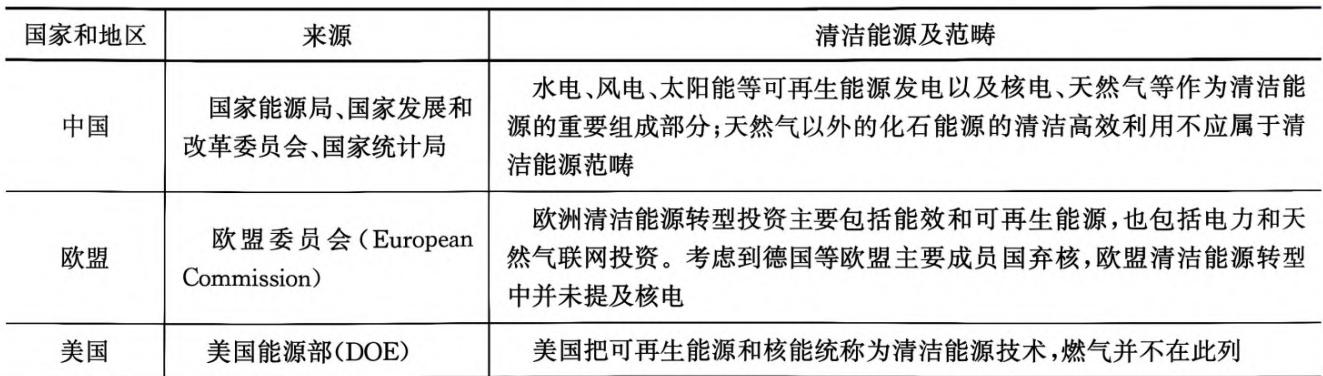 国家和地区 来源 清洁能源及范畴
中国
国家能源局、国家发展和
改革委员会、国家统计局
水电、风电、太阳能等可再生能源发电以及核电、天然气等作为清洁能
源的重要组成部分;天然气以外的化石能源的清洁高效利用不应属于清
洁能源范畴
欧盟
欧盟委员会(European
Commission)
欧洲清洁能源转型投资主要包括能效和可再生能源,也包括电力和天
然气联网投资。考虑到德国等欧盟主要成员国弃核,欧盟清洁能源转型
中并未提及核电
美国 美国能源部(DOE) 美国把可再生能源和核能统称为清洁能源技术,燃气并不在此列